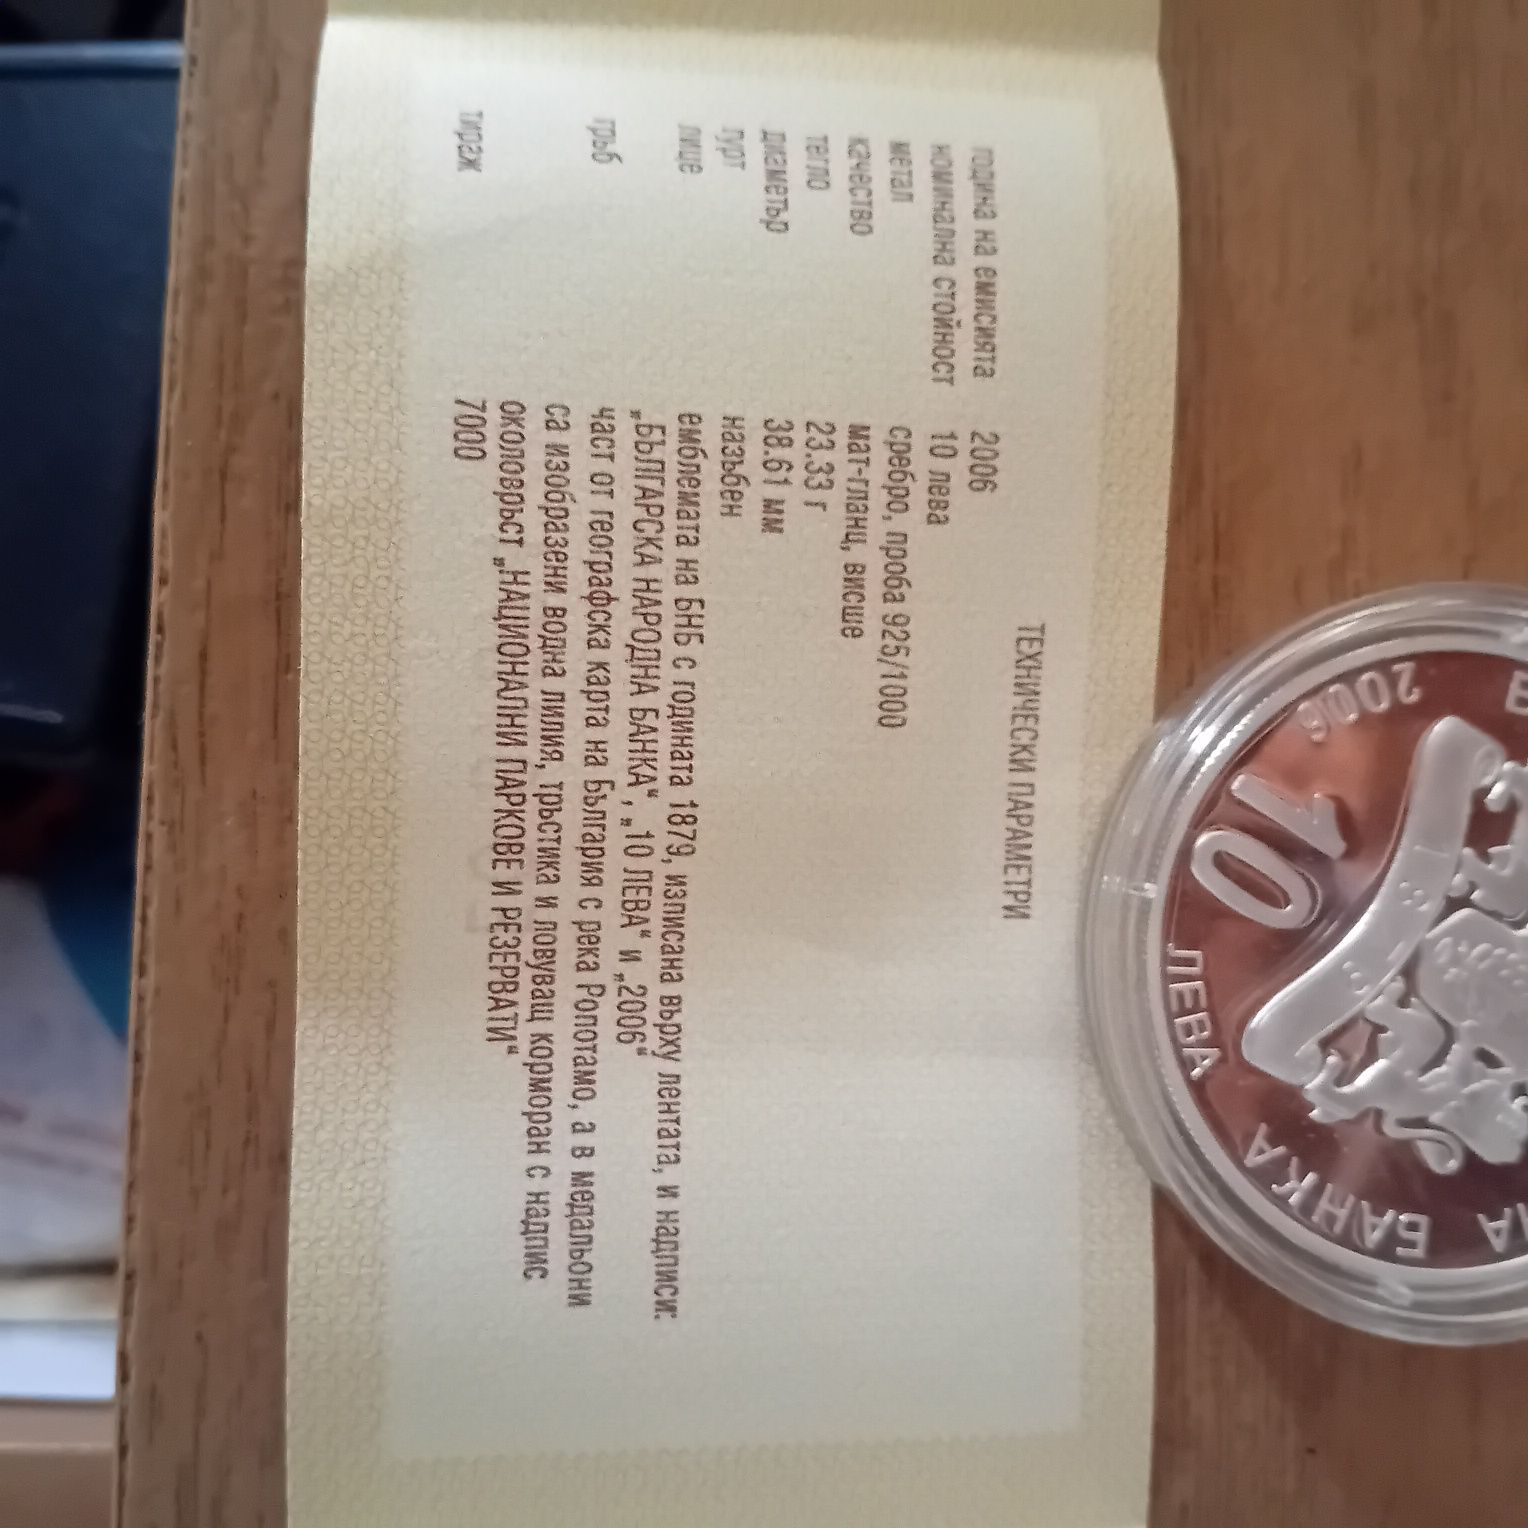 ТЕХНИЧЕСКИ ПАРАМЕТРИ
година на емисията 2006
номинална стойност 10 лева
метал сребро, проба 925/1000
качество мат-гланц, висше
тегло 23.33 г
диаметър 38.61 мм
гурт назъбен
лице емблемата на БНБ с годината 1879, изписана върху лентата, и надписи:
„БЪЛГАРСКА НАРОДНА БАНКА“, „10 ЛЕВА“ и „2006“
гръб част от географска карта на България с река Ропотамо, а в медальони
са изобразени водна лилия, тръстика и ловуващ корморан с надпис
околовръст „НАЦИОНАЛНИ ПАРКОВЕ И РЕЗЕРВАТИ“
тираж 7000
2006
10
ЛЕВА
БАНКА